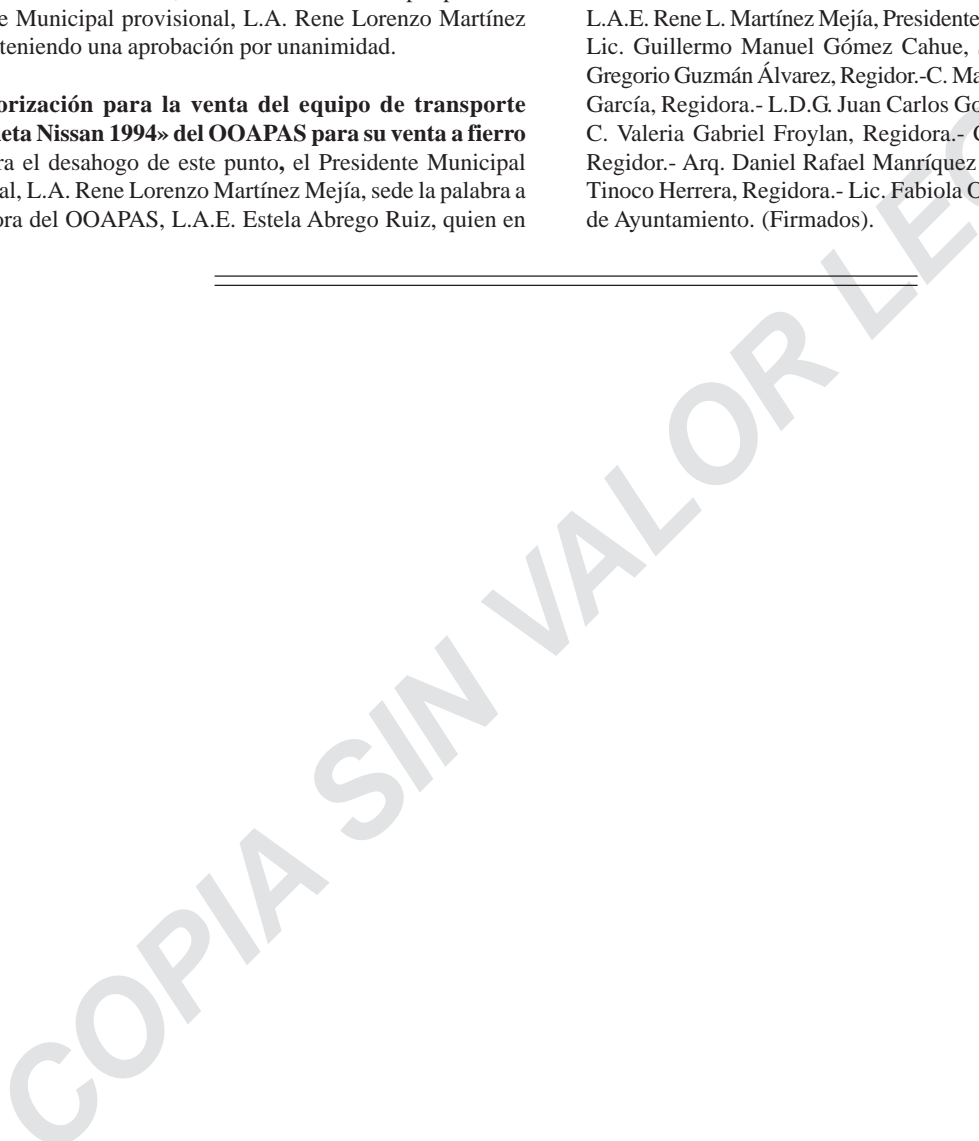 e Municipal provisional, L.A. Rene Lorenzo Martínez
teniendo una aprobación por unanimidad.
orización para la venta del equipo de transporte
eta Nissan 1994» del OOAPAS para su venta a fierro
ra el desahogo de este punto, el Presidente Municipal
al, L.A. Rene Lorenzo Martínez Mejía, sede la palabra a
ora del OOAPAS, L.A.E. Estela Abrego Ruiz, quien en
L.A.E. Rene L. Martínez Mejía, Presidente
Lic. Guillermo Manuel Gómez Cahue,
Gregorio Guzmán Álvarez, Regidor.-C. Ma
García, Regidora.- L.D.G. Juan Carlos Go
C. Valeria Gabriel Froylan, Regidora.- C
Regidor.- Arq. Daniel Rafael Manríquez
Tinoco Herrera, Regidora.- Lic. Fabiola O
de Ayuntamiento. (Firmados).
COPIA SIN VALOR LEG